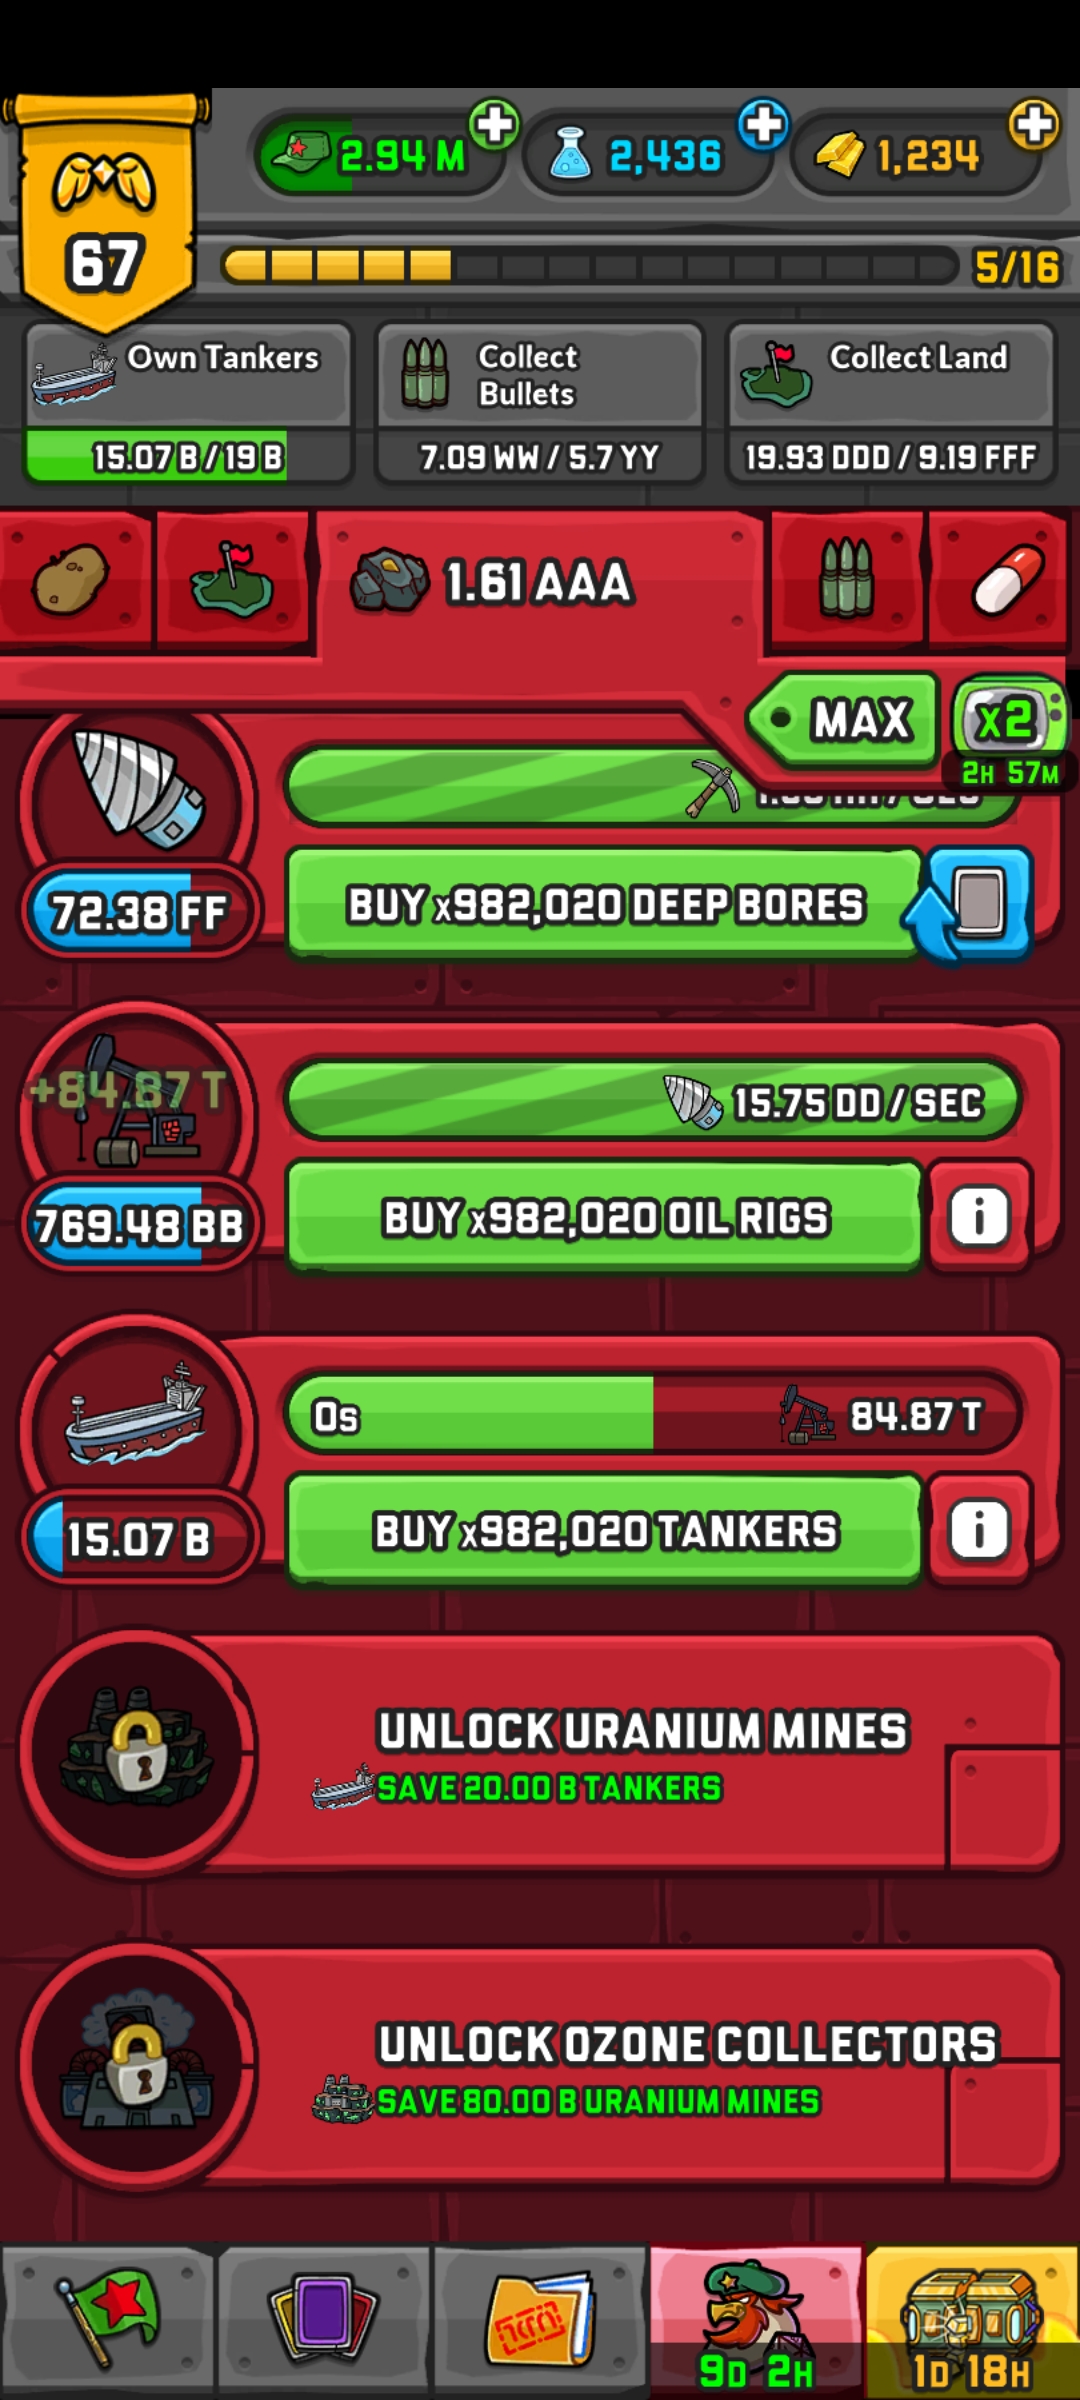 2.94 M
2,436
1,234
67
5/16
Own Tankers
15.07 B / 19 B
Collect
Bullets
7.09 WW / 5.7 YY
Collect Land
19.93 DDD / 9.19 FFF
1.61 AAA
MAX
x2
2H 57M
/ SEC
72.38 FF
BUY x982,020 DEEP BORES
+84.87 T
15.75 DD / SEC
769.48 BB
BUY x982,020 OIL RIGS
i
0s
84.87 T
15.07 B
BUY x982,020 TANKERS
i
UNLOCK URANIUM MINES
SAVE 20.00 B TANKERS
UNLOCK OZONE COLLECTORS
SAVE 80.00 B URANIUM MINES
9D 2H
1D 18H